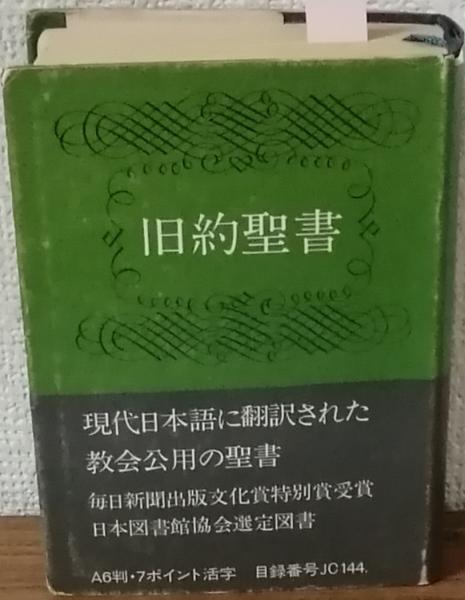 旧約聖書
現代日本語に翻訳された
教会公用の聖書
毎日新聞出版文化賞特別賞受賞
日本図書館協会選定図書
A6判・7ポイント活字 目録番号JC144.